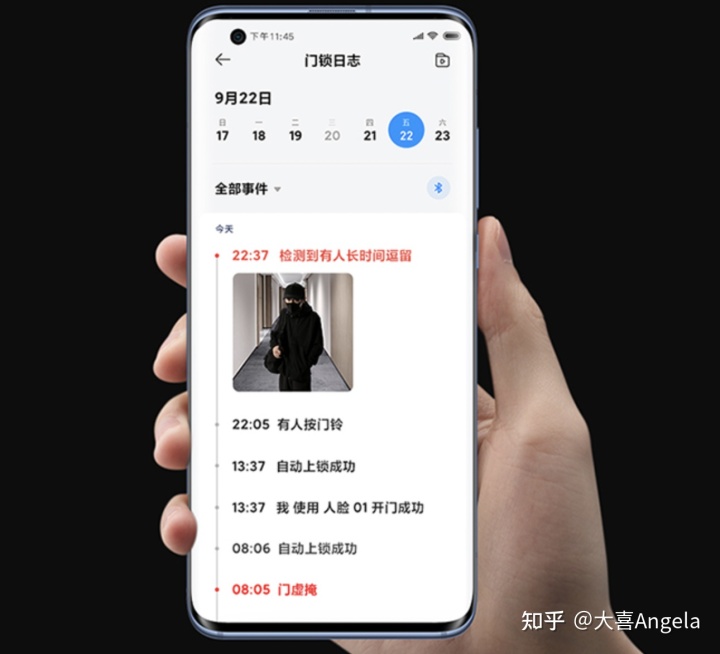 下午11:45
门锁日志
9月22日
日 一 二 三 四 五 六
17 18 19 20 21 22 23
全部事件
今天
22:37 检测到有人长时间逗留
22:05 有人按门铃
13:37 自动上锁成功
13:37 我 使用 人脸 01 开门成功
08:06 自动上锁成功
08:05 门虚掩
知乎 @大喜Angela